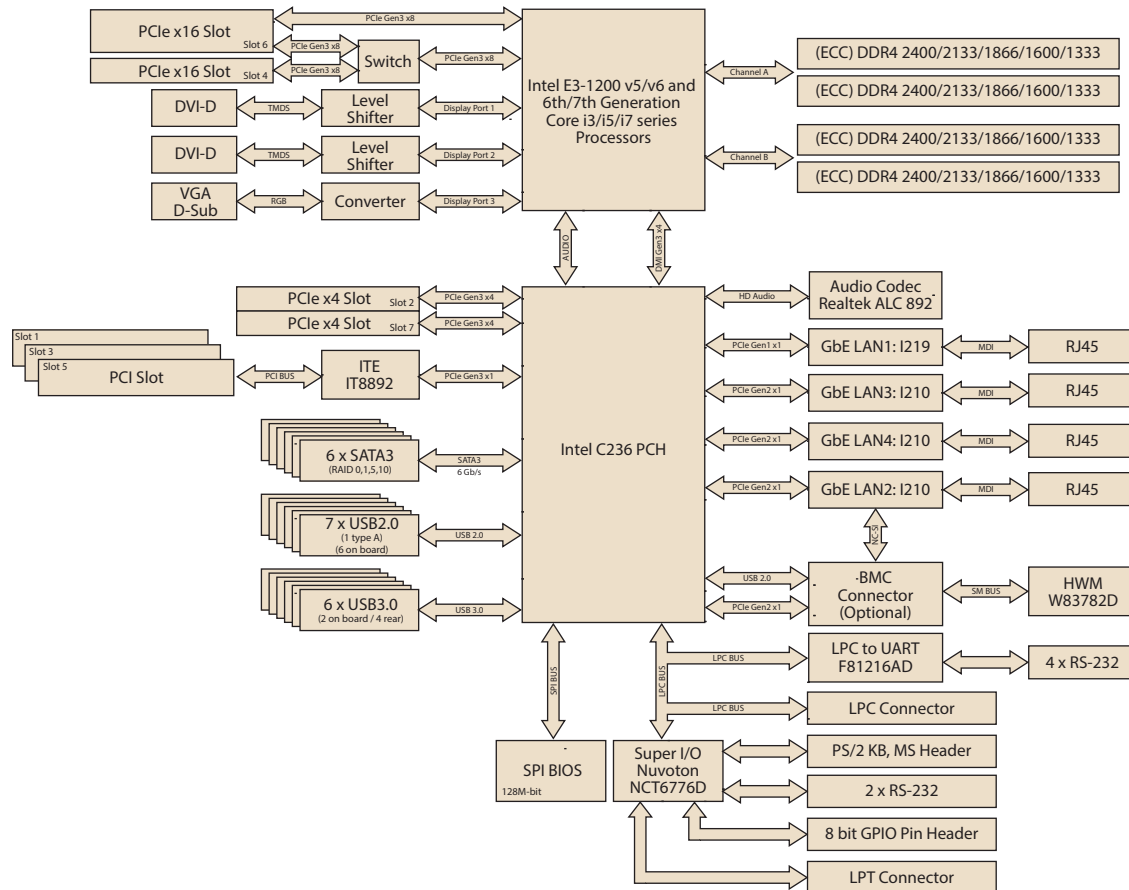 PCIe x16 Slot
Slot 6
PCIe Gen3 x8
PCIe Gen3 x8
Switch
PCIe Gen3 x8
PCIe x16 Slot
Slot 4
PCIe Gen3 x8
DVI-D
TMDS
Level
Shifter
Display Port 1
DVI-D
TMDS
Level
Shifter
Display Port 2
VGA
D-Sub
RGB
Converter
Display Port 3
Intel E3-1200 v5/v6 and
6th/7th Generation
Core i3/i5/i7 series
Processors
Channel A
(ECC) DDR4 2400/2133/1866/1600/1333
(ECC) DDR4 2400/2133/1866/1600/1333
Channel B
(ECC) DDR4 2400/2133/1866/1600/1333
(ECC) DDR4 2400/2133/1866/1600/1333
AUDIO
DMI Gen3 x4
PCIe x4 Slot
Slot 2
PCIe Gen3 x4
PCIe x4 Slot
Slot 7
PCIe Gen3 x4
Slot 1
Slot 3
Slot 5
PCI Slot
PCI BUS
ITE
IT8892
PCIe Gen3 x1
6 x SATA3
(RAID 0,1,5,10)
SATA3
6 Gb/s
7 x USB2.0
(1 type A)
(6 on board)
USB 2.0
6 x USB3.0
(2 on board / 4 rear)
USB 3.0
Intel C236 PCH
HD Audio
Audio Codec
Realtek ALC 892
PCIe Gen1 x1
GbE LAN1: I219
MDI
RJ45
PCIe Gen2 x1
GbE LAN3: I210
MDI
RJ45
PCIe Gen2 x1
GbE LAN4: I210
MDI
RJ45
PCIe Gen2 x1
GbE LAN2: I210
MDI
RJ45
NC-SI
USB 2.0
PCIe Gen2 x1
BMC
Connector
(Optional)
SM BUS
HWM
W83782D
LPC BUS
LPC to UART
F81216AD
4 x RS-232
SPI BUS
LPC BUS
LPC BUS
LPC Connector
SPI BIOS
128M-bit
Super I/O
Nuvoton
NCT6776D
PS/2 KB, MS Header
2 x RS-232
8 bit GPIO Pin Header
LPT Connector